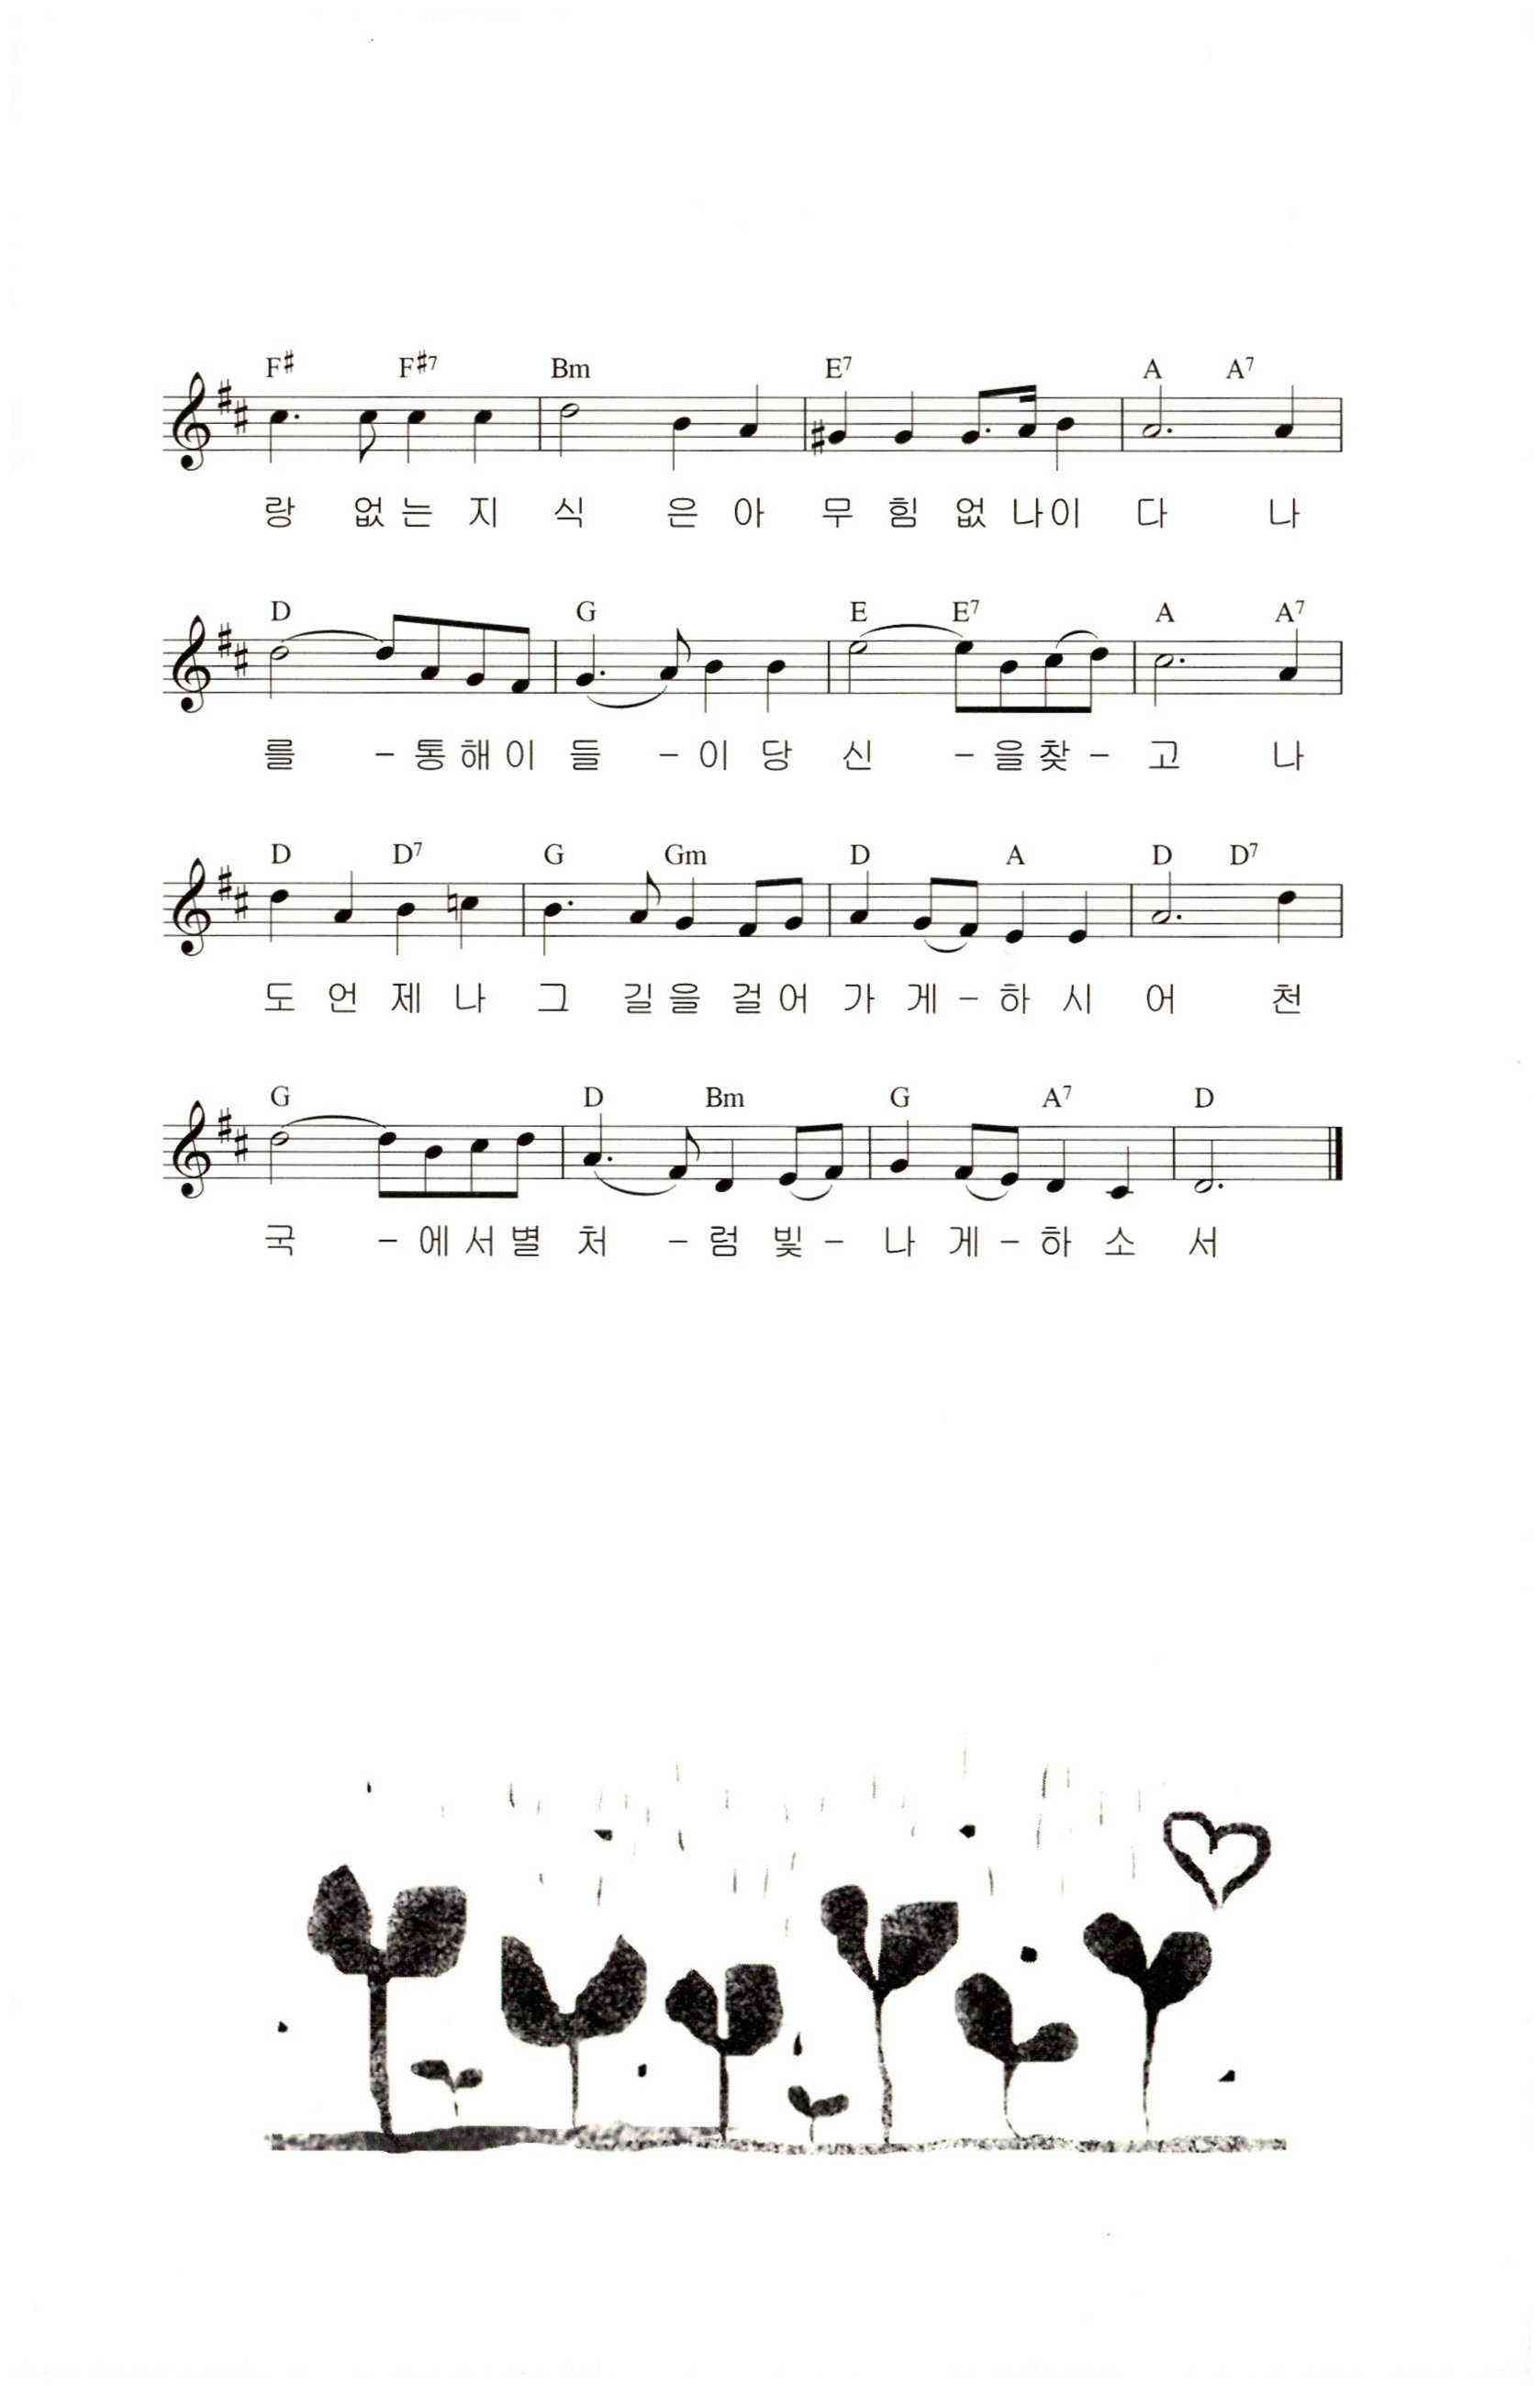 F♯ F♯7 Bm E7 A A7
랑 없는 지 식 은 아 무 힘 없 나이 다 나
D G E E7 A A7
를 - 통 해 이 들 - 이 당 신 - 을 찾 - 고 나
D D7 G Gm D A D D7
도 언 제 나 그 길 을 걸 어 가 게 - 하 시 어 천
G D Bm G A7 D
국 - 에 서 별 처 - 럼 빛 - 나 게 - 하 소 서